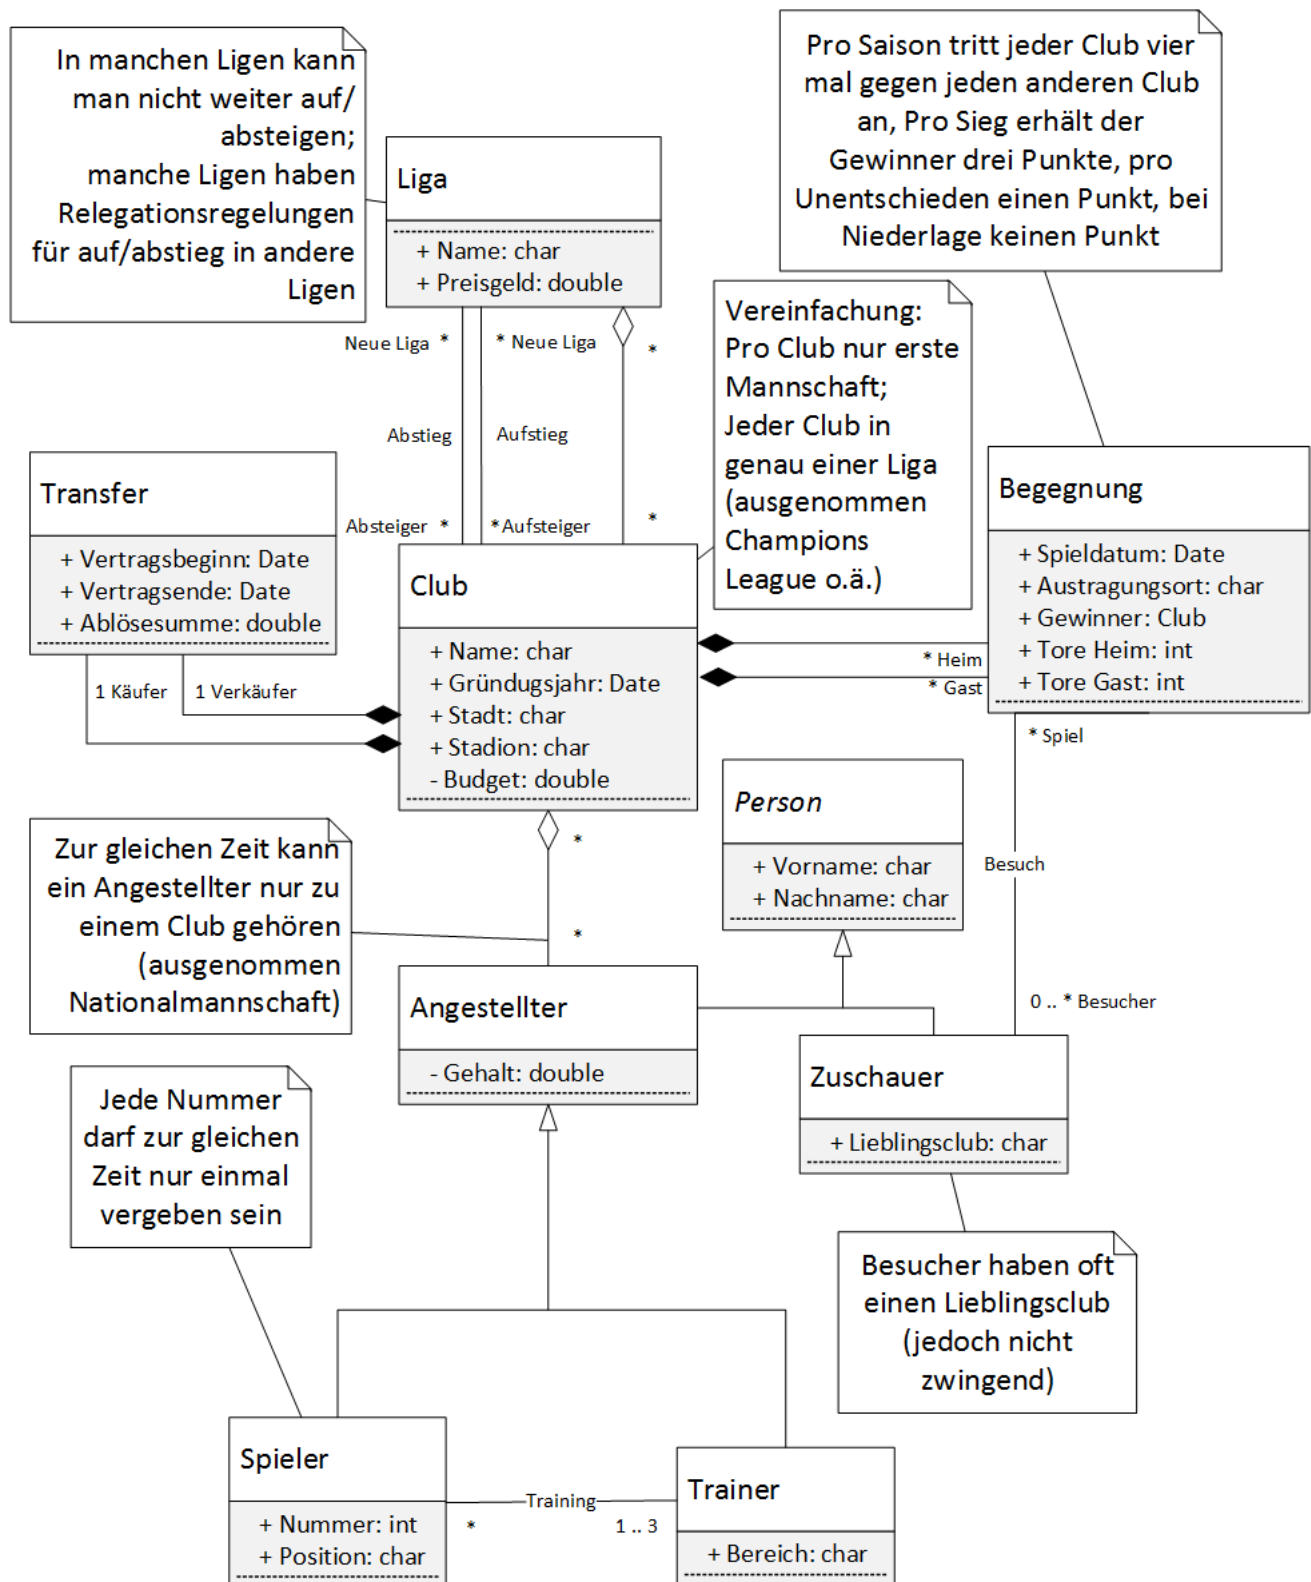 In manchen Ligen kann
man nicht weiter auf/
absteigen;
manche Ligen haben
Relegationsregelungen
für auf/abstieg in andere
Ligen
Pro Saison tritt jeder Club vier
mal gegen jeden anderen Club
an, Pro Sieg erhält der
Gewinner drei Punkte, pro
Unentschieden einen Punkt, bei
Niederlage keinen Punkt
Liga
+ Name: char
+ Preisgeld: double
Vereinfachung:
Pro Club nur erste
Mannschaft;
Jeder Club in
genau einer Liga
(ausgenommen
Champions
League o.ä.)
Neue Liga *
* Neue Liga
*
Abstieg
Aufstieg
Absteiger *
* Aufsteiger
*
Transfer
+ Vertragsbeginn: Date
+ Vertragsende: Date
+ Ablösesumme: double
1 Käufer
1 Verkäufer
Club
+ Name: char
+ Gründugsjahr: Date
+ Stadt: char
+ Stadion: char
- Budget: double
Begegnung
+ Spieldatum: Date
+ Austragungsort: char
+ Gewinner: Club
+ Tore Heim: int
+ Tore Gast: int
* Heim
* Gast
* Spiel
Besuch
0 .. * Besucher
Person
+ Vorname: char
+ Nachname: char
Zur gleichen Zeit kann
ein Angestellter nur zu
einem Club gehören
(ausgenommen
Nationalmannschaft)
*
*
Angestellter
- Gehalt: double
Zuschauer
+ Lieblingsclub: char
Jede Nummer
darf zur gleichen
Zeit nur einmal
vergeben sein
Besucher haben oft
einen Lieblingsclub
(jedoch nicht
zwingend)
Spieler
+ Nummer: int
+ Position: char
Training
*
1 .. 3
Trainer
+ Bereich: char